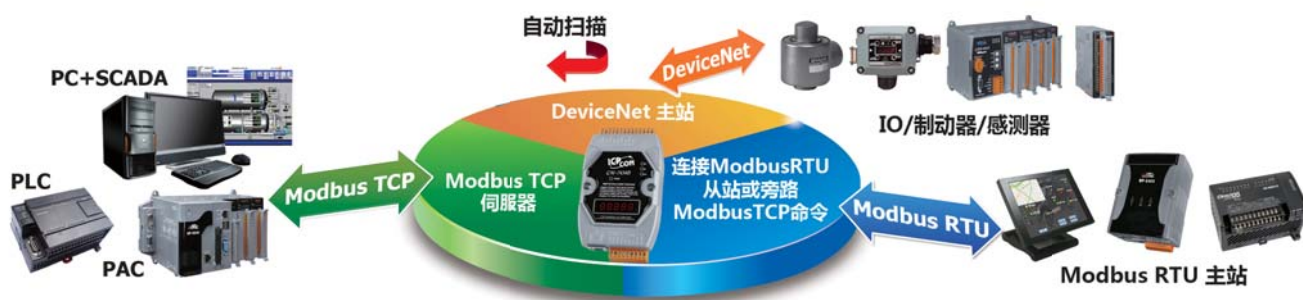 自动扫描
DeviceNet
PC+SCADA
DeviceNet 主站
IO/制动器/感测器
PLC
Modbus TCP
Modbus TCP
伺服器
ICP
COM
连接ModbusRTU
从站或旁路
ModbusTCP命令
Modbus RTU
PAC
Modbus RTU 主站